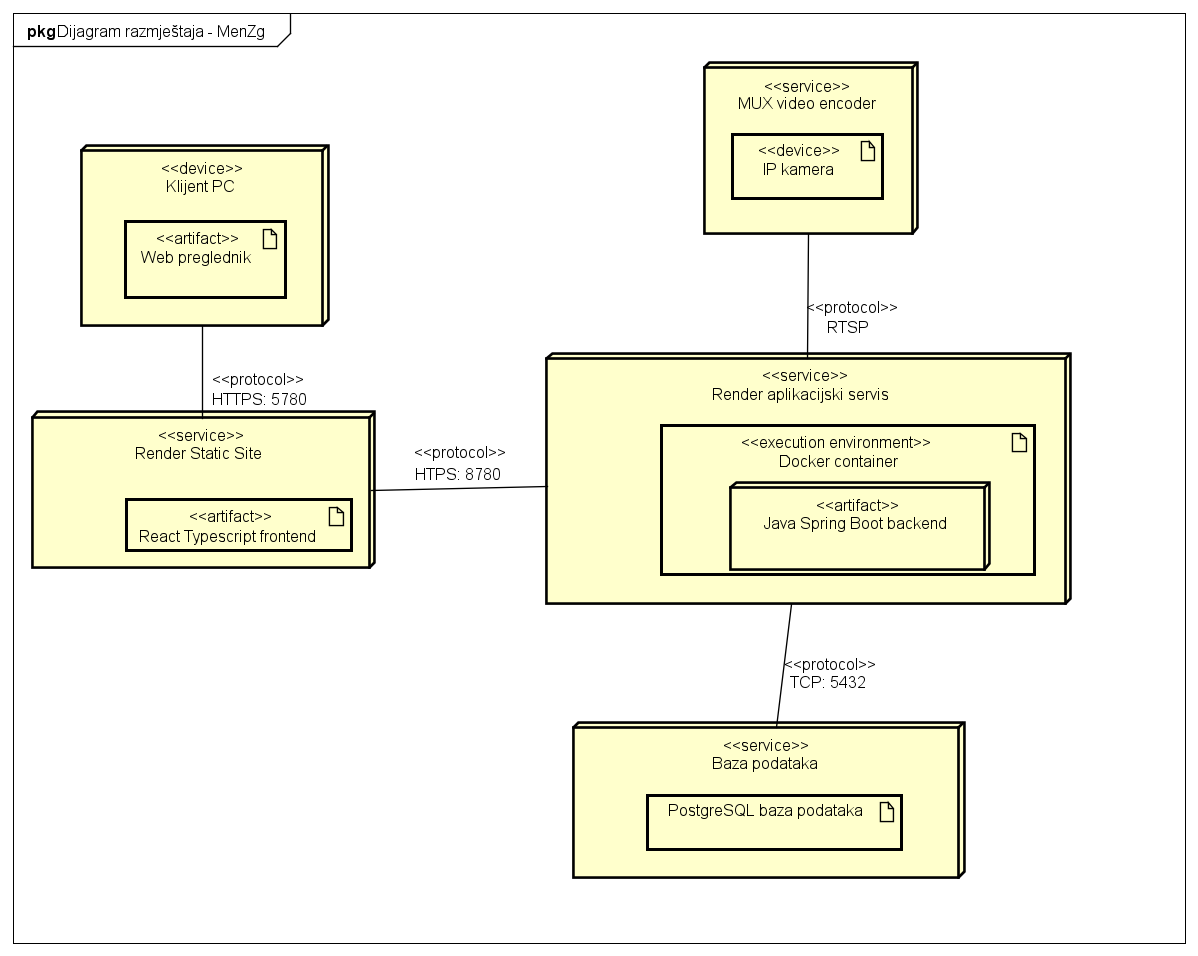 pkgDijagram razmještaja - MenZg
<<service>>
MUX video encoder
<<device>>
IP kamera
<<device>>
Klijent PC
<<artifact>>
Web preglednik
<<protocol>>
RTSP
<<protocol>>
HTTPS: 5780
<<service>>
Render Static Site
<<artifact>>
React Typescript frontend
<<protocol>>
HTPS: 8780
<<service>>
Render aplikacijski servis
<<execution environment>>
Docker container
<<artifact>>
Java Spring Boot backend
<<protocol>>
TCP: 5432
<<service>>
Baza podataka
PostgreSQL baza podataka